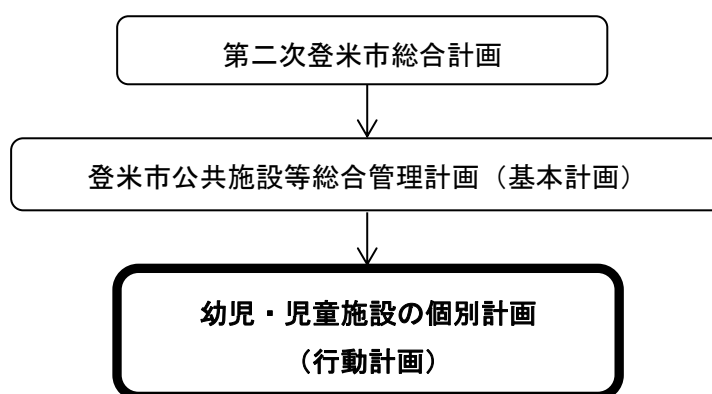 第二次登米市総合計画
登米市公共施設等総合管理計画（基本計画）
幼児・児童施設の個別計画
（行動計画）